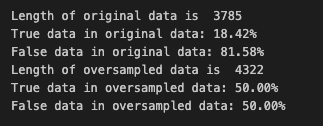 Length of original data is  3785
True data in original data: 18.42%
False data in original data: 81.58%
Length of oversampled data is  4322
True data in oversampled data: 50.00%
False data in oversampled data: 50.00%